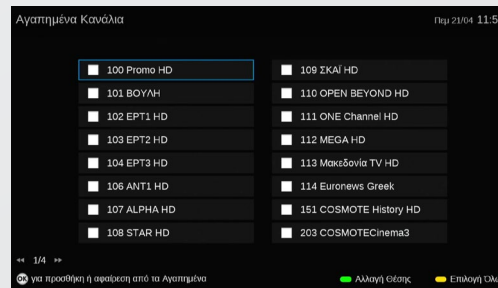 Αγαπημένα Κανάλια
Πεμ 21/04 11:5
100 Promo HD
101 ΒΟΥΛΗ
102 ΕΡΤ1 HD
103 ΕΡΤ2 HD
104 ΕΡΤ3 HD
106 ANT1 HD
107 ALPHA HD
108 STAR HD
109 ΣΚΑΪ HD
110 OPEN BEYOND HD
111 ONE Channel HD
112 MEGA HD
113 Μακεδονία TV HD
114 Euronews Greek
151 COSMOTE History HD
203 COSMOTECinema3
1/4
OK για προσθήκη ή αφαίρεση από τα Αγαπημένα
Αλλαγή Θέσης
Επιλογή Όλω